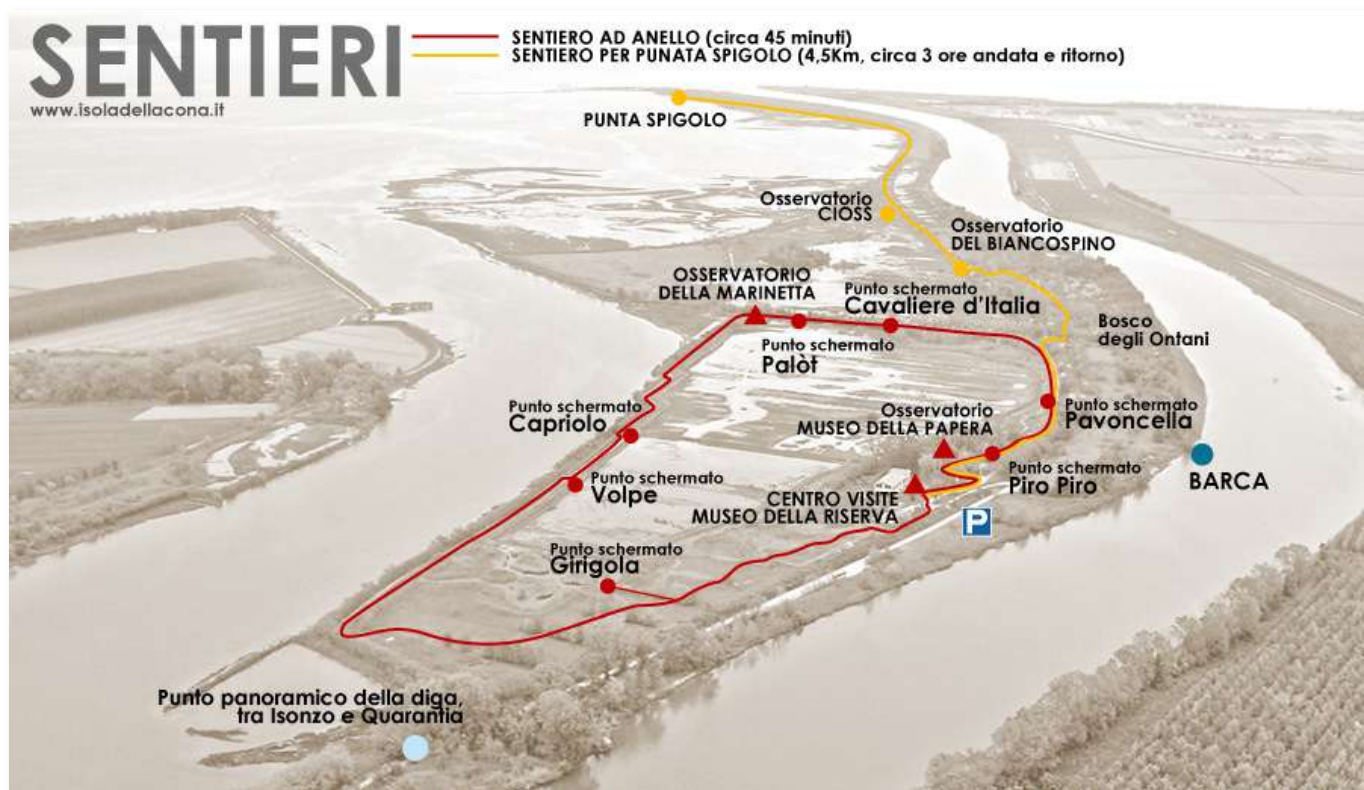 SENTIERI
www.isoladellacona.it
SENTIERO AD ANELLO (circa 45 minuti)
SENTIERO PER PUNATA SPIGOLO (4,5Km, circa 3 ore andata e ritorno)
PUNTA SPIGOLO
Osservatorio
CIOSS
Osservatorio
DEL BIANCOSPINO
OSSERVATORIO
DELLA MARINETTA
Punto schermato
Cavaliere d'Italia
Bosco
degli Ontani
Punto schermato
Palòt
Punto schermato
Capriolo
Osservatorio
MUSEO DELLA PAPERA
Punto schermato
Pavoncella
Punto schermato
Volpe
Punto schermato
Piro Piro
BARCA
CENTRO VISITE
MUSEO DELLA RISERVA
P
Punto schermato
Girigola
Punto panoramico della diga,
tra Isonzo e Quarantia